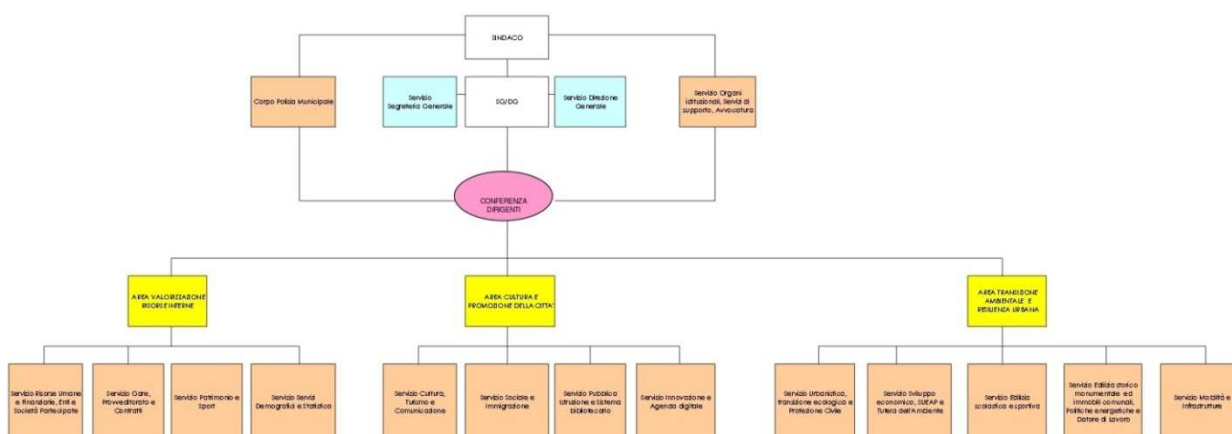 SINDACO
Corpo Polizia Municipale
Servizio
Segreteria Generale
SG/DG
Servizio Direzione
Generale
Servizio Organi
istituzionali, Servizi di
supporto, Avvocatura
CONFERENZA
DIRIGENTI
AREA VALORIZZAZIONE
RISORSE INTERNE
AREA CULTURA E
PROMOZIONE DELLA CITTA'
AREA TRANSIZIONE
AMBIENTALE E
RESILIENZA URBANA
Servizio Risorse Umane
e Finanziarie, Enti e
Società Partecipate
Servizio Gare,
Provveditorato e
Contratti
Servizio Patrimonio e
Sport
Servizio Servizi
Demografici e Statistica
Servizio Cultura,
Turismo e
Comunicazione
Servizio Sociale e
Immigrazione
Servizio Pubblica
Istruzione e Sistema
bibliotecario
Servizio Innovazione e
Agenda digitale
Servizio Urbanistica,
transizione ecologica e
Protezione Civile
Servizio Sviluppo
economico, SUEAP e
Tutela dell'Ambiente
Servizio Edilizia
scolastica e sportiva
Servizio Edilizia storico
monumentale ed
immobili comunali,
Politiche energetiche e
Datore di Lavoro
Servizio Mobilità e
Infrastrutture